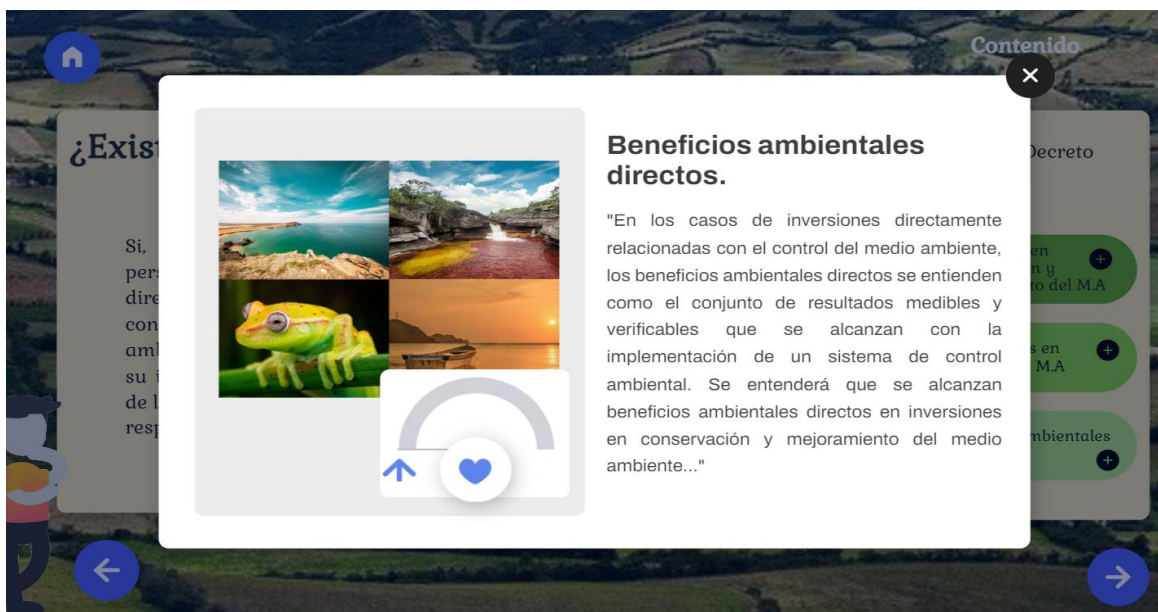 Contenido
¿Exis
Decreto
Beneficios ambientales
directos.
"En los casos de inversiones directamente
relacionadas con el control del medio ambiente,
los beneficios ambientales directos se entienden
como el conjunto de resultados medibles y
verificables que se alcanzan con la
implementación de un sistema de control
ambiental. Se entenderá que se alcanzan
beneficios ambientales directos en inversiones
en conservación y mejoramiento del medio
ambiente..."
Si,
pers
dire
con
amb
su i
de l
resp
en
n y
to del M.A
s en
M.A
mbientales